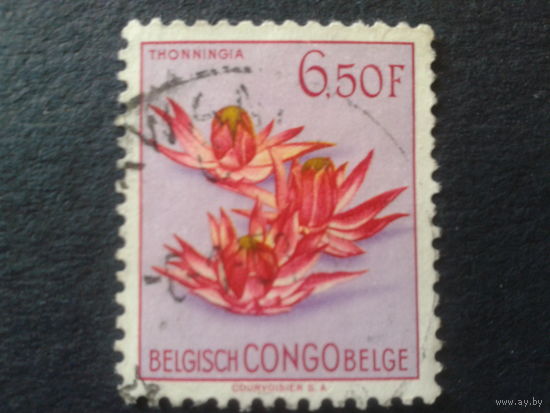 THONNINGIA
6,50F
BELGISCH CONGO BELGE
COURVOISIER S.A
www.ay.by